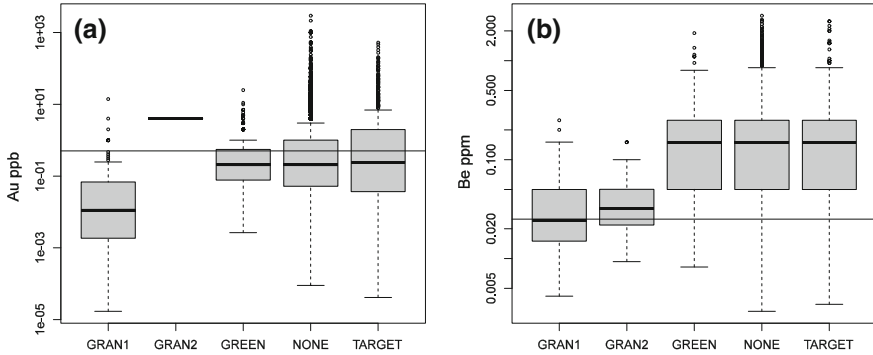 (a)
Au ppb
1e+03
1e+01
1e-01
1e-03
1e-05
GRAN1 GRAN2 GREEN NONE TARGET
(b)
Be ppm
2.000
0.500
0.100
0.020
0.005
GRAN1 GRAN2 GREEN NONE TARGET